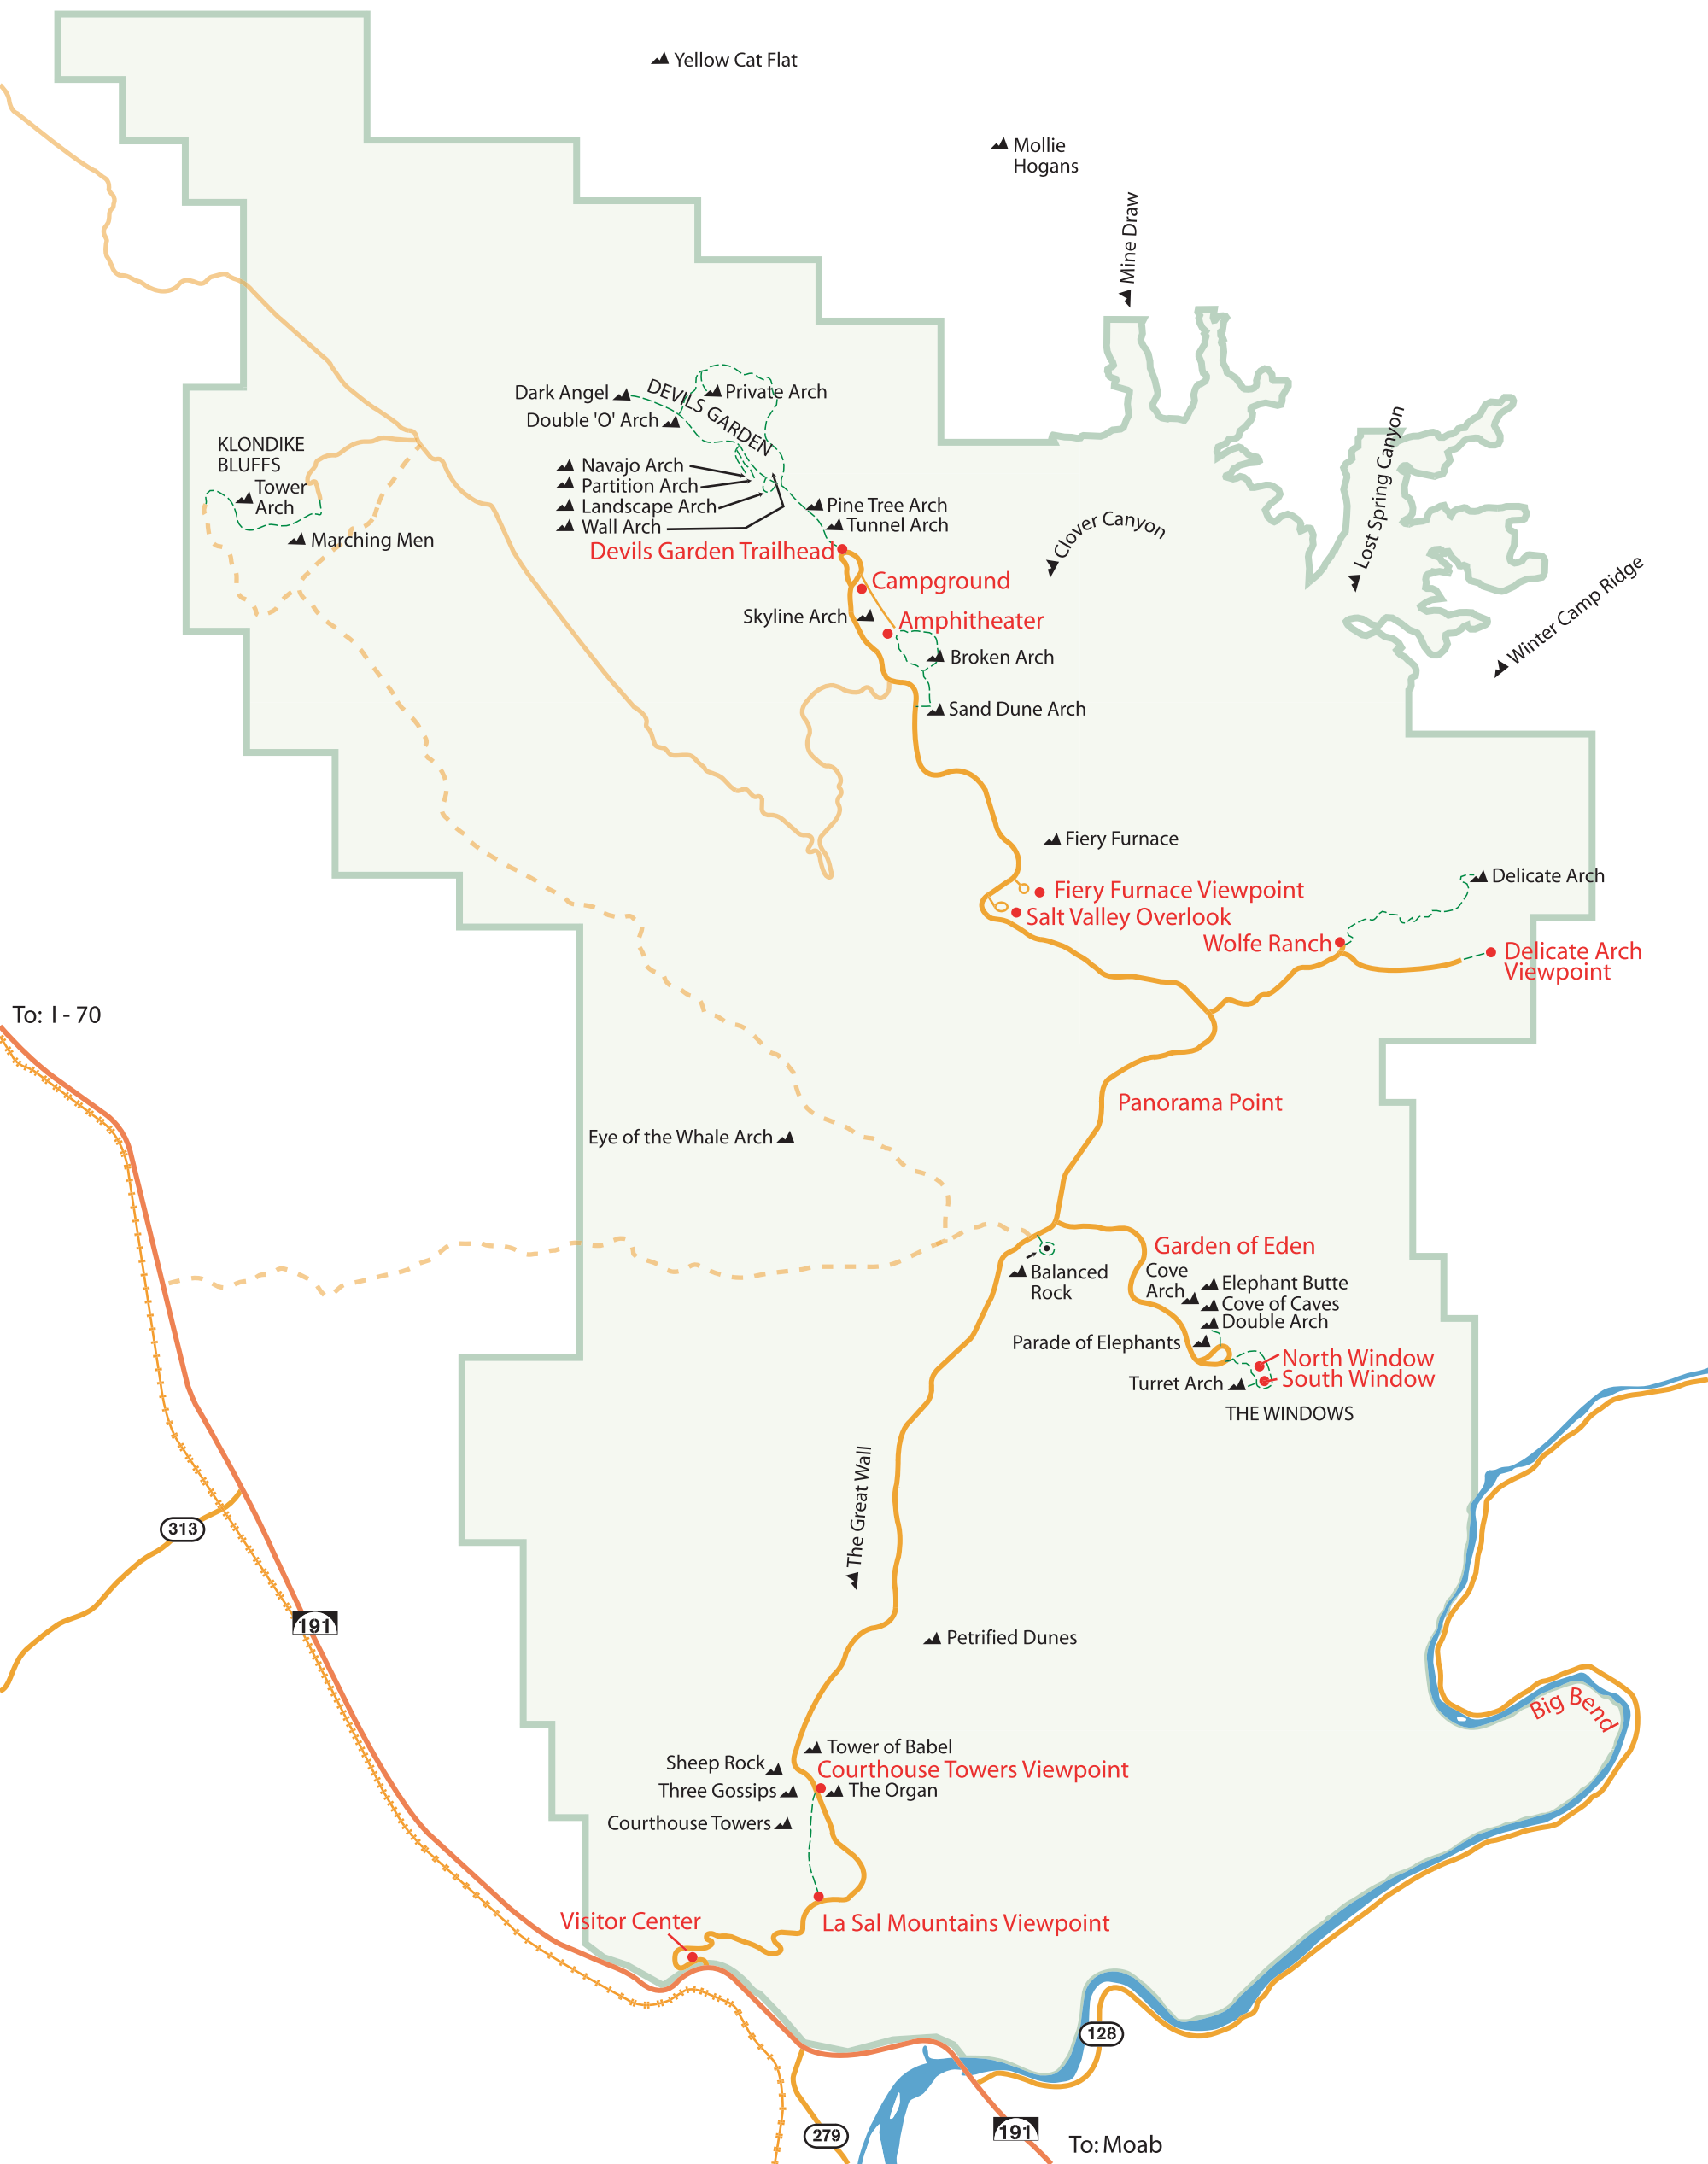 Yellow Cat Flat
Mollie
Hogans
Mine Draw
Dark Angel
DEVILS GARDEN
Private Arch
Double 'O' Arch
Lost Spring Canyon
KLONDIKE
BLUFFS
Tower
Arch
Navajo Arch
Partition Arch
Landscape Arch
Wall Arch
Pine Tree Arch
Tunnel Arch
Clover Canyon
Marching Men
Devils Garden Trailhead
Campground
Winter Camp Ridge
Skyline Arch
Amphitheater
Broken Arch
Sand Dune Arch
Fiery Furnace
Delicate Arch
Fiery Furnace Viewpoint
Salt Valley Overlook
Wolfe Ranch
Delicate Arch
Viewpoint
To: I - 70
Panorama Point
Eye of the Whale Arch
Garden of Eden
Balanced
Rock
Cove
Arch
Elephant Butte
Cove of Caves
Double Arch
Parade of Elephants
North Window
South Window
Turret Arch
THE WINDOWS
The Great Wall
313
191
Petrified Dunes
Big Bend
Tower of Babel
Sheep Rock
Courthouse Towers Viewpoint
Three Gossips
The Organ
Courthouse Towers
Visitor Center
La Sal Mountains Viewpoint
128
279
191
To: Moab